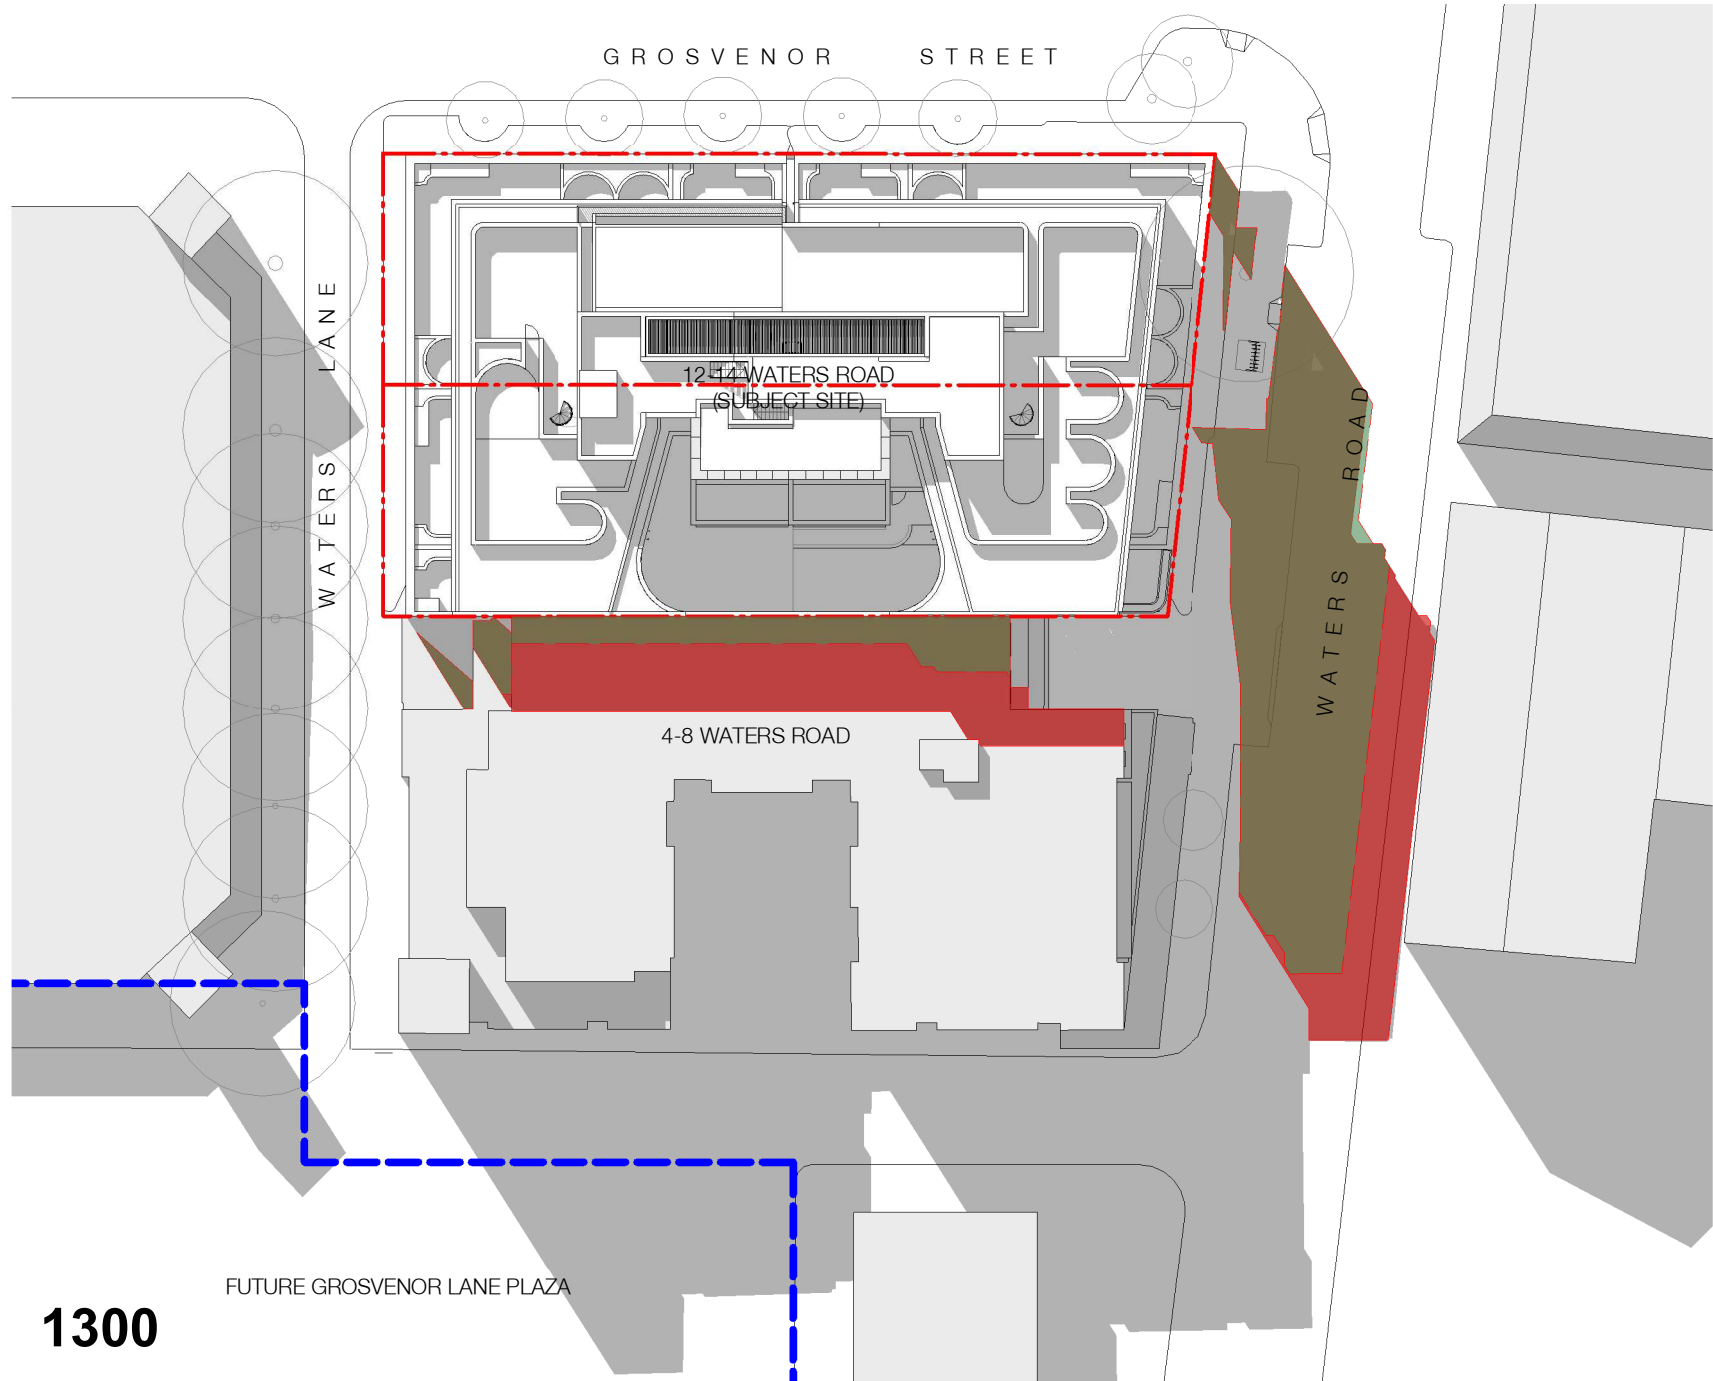 GROSVENOR STREET
WATERS LANE
12-14 WATERS ROAD
(SUBJECT SITE)
WATERS ROAD
4-8 WATERS ROAD
FUTURE GROSVENOR LANE PLAZA
1300